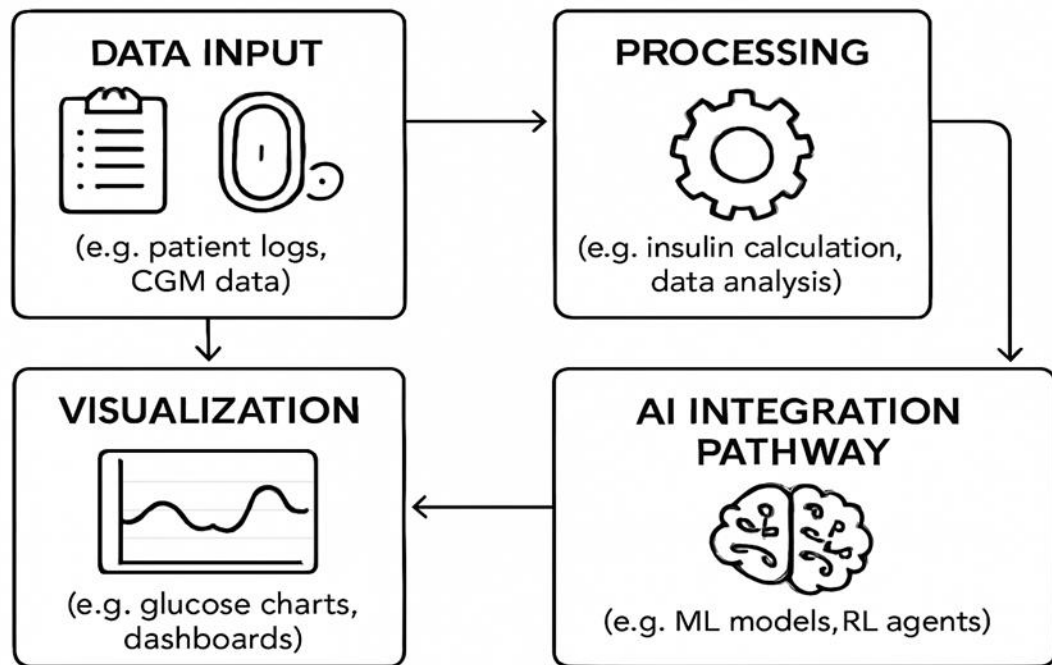 DATA INPUT
(e.g. patient logs,
CGM data)
PROCESSING
(e.g. insulin calculation,
data analysis)
VISUALIZATION
(e.g. glucose charts,
dashboards)
AI INTEGRATION
PATHWAY
(e.g. ML models, RL agents)